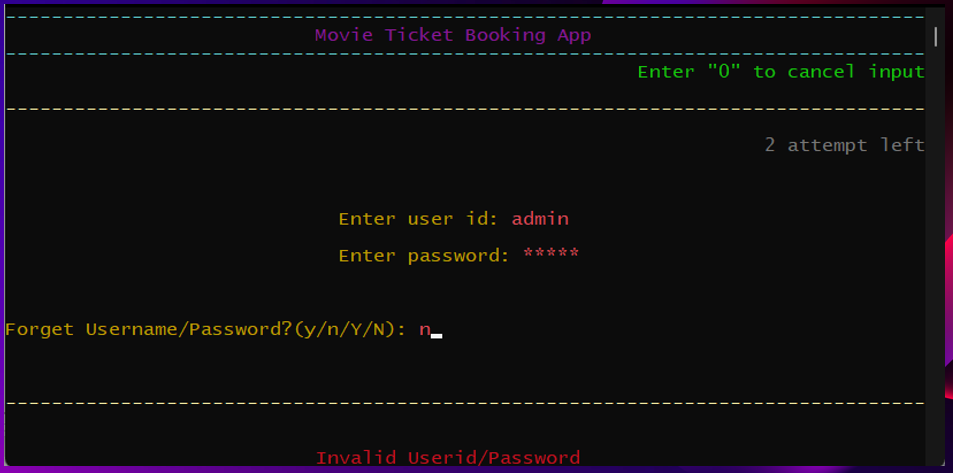 Movie Ticket Booking App
Enter "0" to cancel input
2 attempt left
Enter user id: admin
Enter password: *****
Forget Username/Password?(y/n/Y/N): n
Invalid Userid/Password